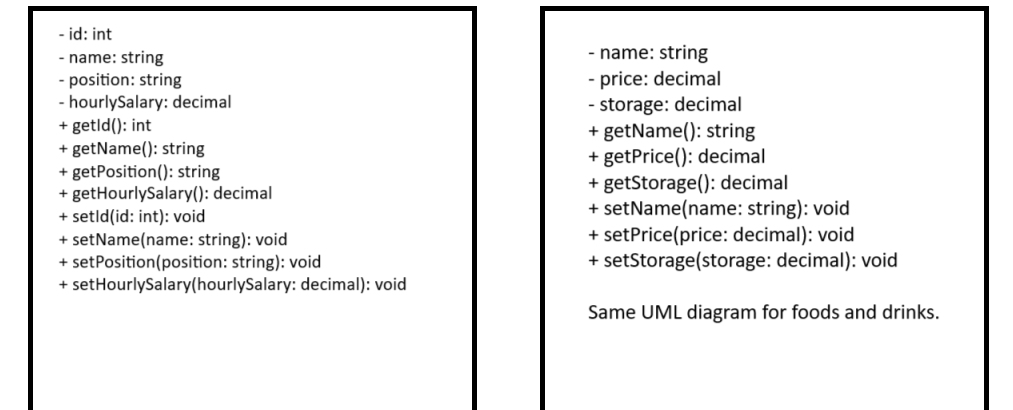 - id: int
- name: string
- position: string
- hourlySalary: decimal
+ getId(): int
+ getName(): string
+ getPosition(): string
+ getHourlySalary(): decimal
+ setId(id: int): void
+ setName(name: string): void
+ setPosition(position: string): void
+ setHourlySalary(hourlySalary: decimal): void
- name: string
- price: decimal
- storage: decimal
+ getName(): string
+ getPrice(): decimal
+ getStorage(): decimal
+ setName(name: string): void
+ setPrice(price: decimal): void
+ setStorage(storage: decimal): void
Same UML diagram for foods and drinks.